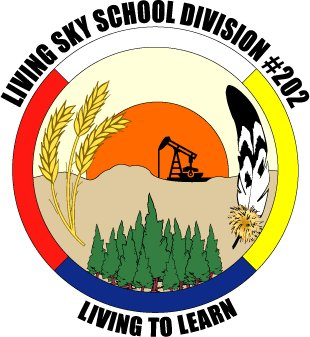 LIVING SKY SCHOOL DIVISION #202
LIVING TO LEARN